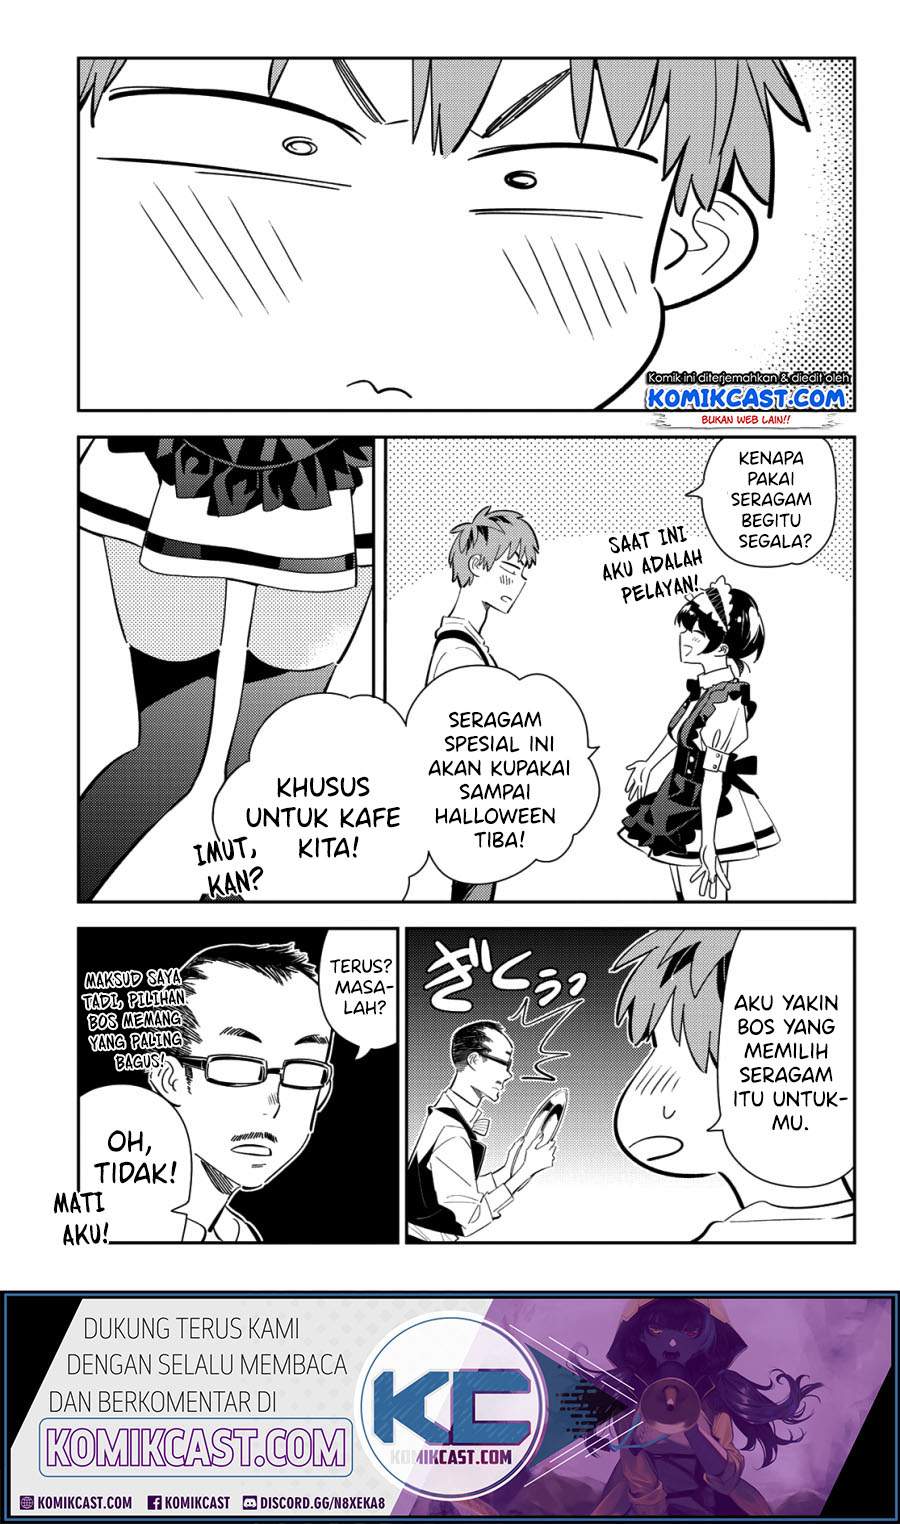 Komik ini diterjemahkan & diedit oleh
KOMIKCAST.COM
BUKAN WEB LAIN!!
KENAPA
PAKAI
SERAGAM
BEGITU
SEGALA?
SAAT INI
AKU ADALAH
PELAYAN!
SERAGAM
SPESIAL INI
AKAN KUPAKAI
SAMPAI
HALLOWEEN
TIBA!
KHUSUS
UNTUK KAFE
KITA!
IMUT,
KAN?
AKU YAKIN
BOS YANG
MEMILIH
SERAGAM
ITU UNTUK-
MU.
ぎくぅっ
TERUS?
MASA-
LAH?
MAKSUD SAYA
TADI, PILIHAN
BOS MEMANG
YANG PALING
BAGUS!
OH,
TIDAK!
MATI
AKU!
DUKUNG TERUS KAMI
DENGAN SELALU MEMBACA
DAN BERKOMENTAR DI
KOMIKCAST.COM
KC
KOMIKCAST.COM
KOMIKCAST.COM KOMIKCAST DISCORD.GG/N8XEKA8